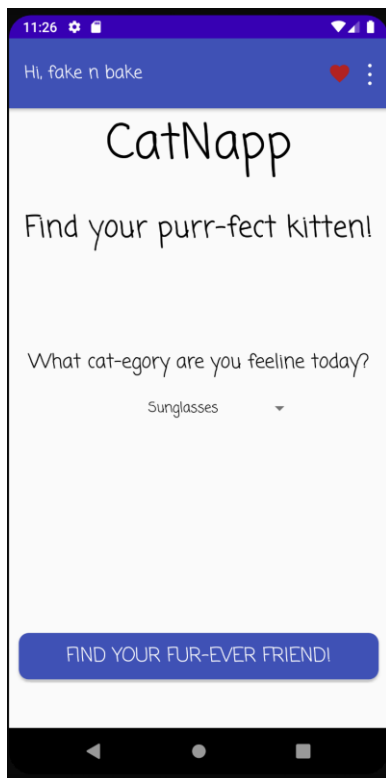 11:26
Hi, fake n bake
CatNapp
Find your purr-fect kitten!
What cat-egory are you feeline today?
Sunglasses
FIND YOUR FUR-EVER FRIEND!